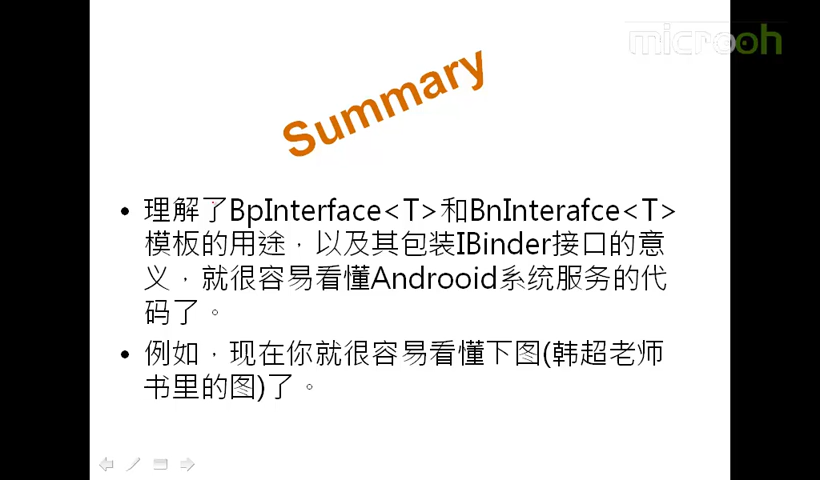 microoh
Summary
• 理解了BpInterface<T>和BnInterafce<T>
模板的用途，以及其包装IBinder接口的意
义，就很容易看懂Androoid系统服务的代
码了。
• 例如，现在你就很容易看懂下图(韩超老师
书里的图)了。